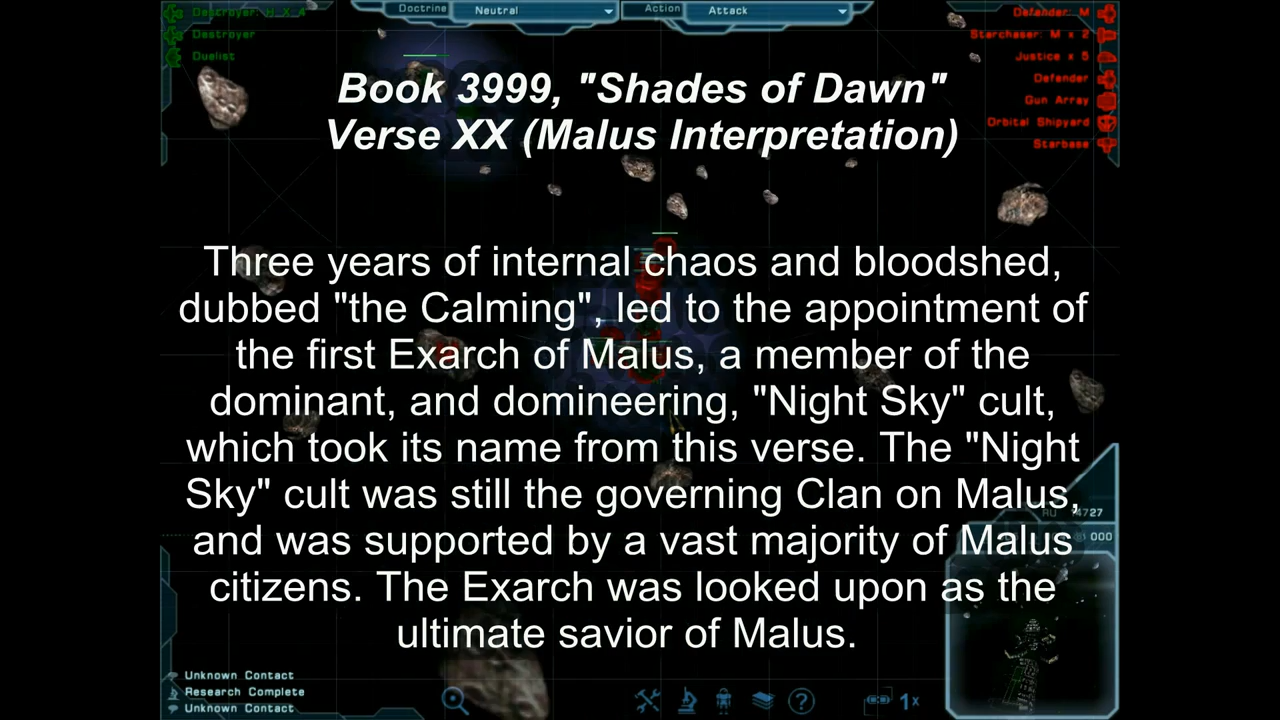 Destroyer: H x 4
Destroyer
Duelist
Doctrine
Neutral
Action
Attack
Defender: M
Starchaser: M x 2
Justice x 5
Defender
Gun Array
Orbital Shipyard
Starbase
Book 3999, "Shades of Dawn"
Verse XX (Malus Interpretation)
Three years of internal chaos and bloodshed,
dubbed "the Calming", led to the appointment of
the first Exarch of Malus, a member of the
dominant, and domineering, "Night Sky" cult,
which took its name from this verse. The "Night
Sky" cult was still the governing Clan on Malus,
and was supported by a vast majority of Malus
citizens. The Exarch was looked upon as the
ultimate savior of Malus.
RU
4727
000
Unknown Contact
Research Complete
Unknown Contact
?
1x